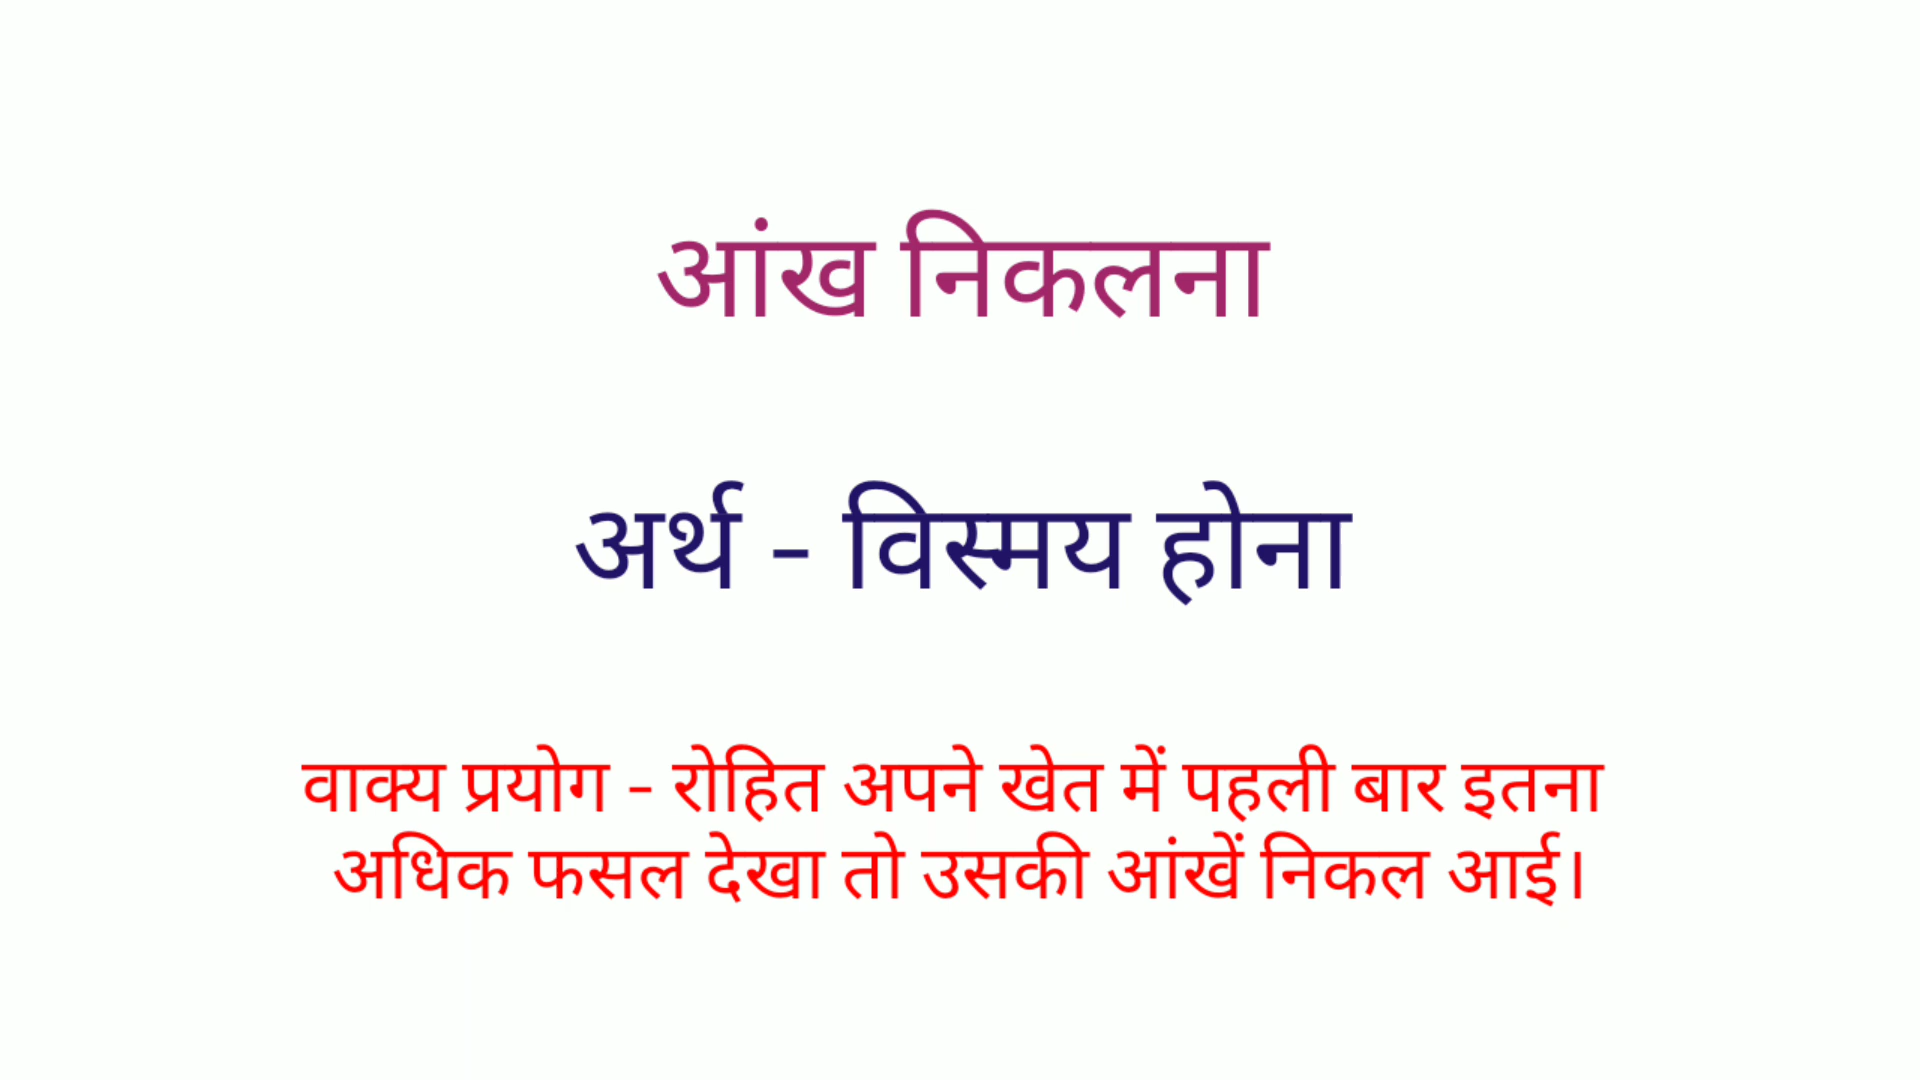 आंख निकलना
अर्थ - विस्मय होना
वाक्य प्रयोग - रोहित अपने खेत में पहली बार इतना
अधिक फसल देखा तो उसकी आंखें निकल आई।